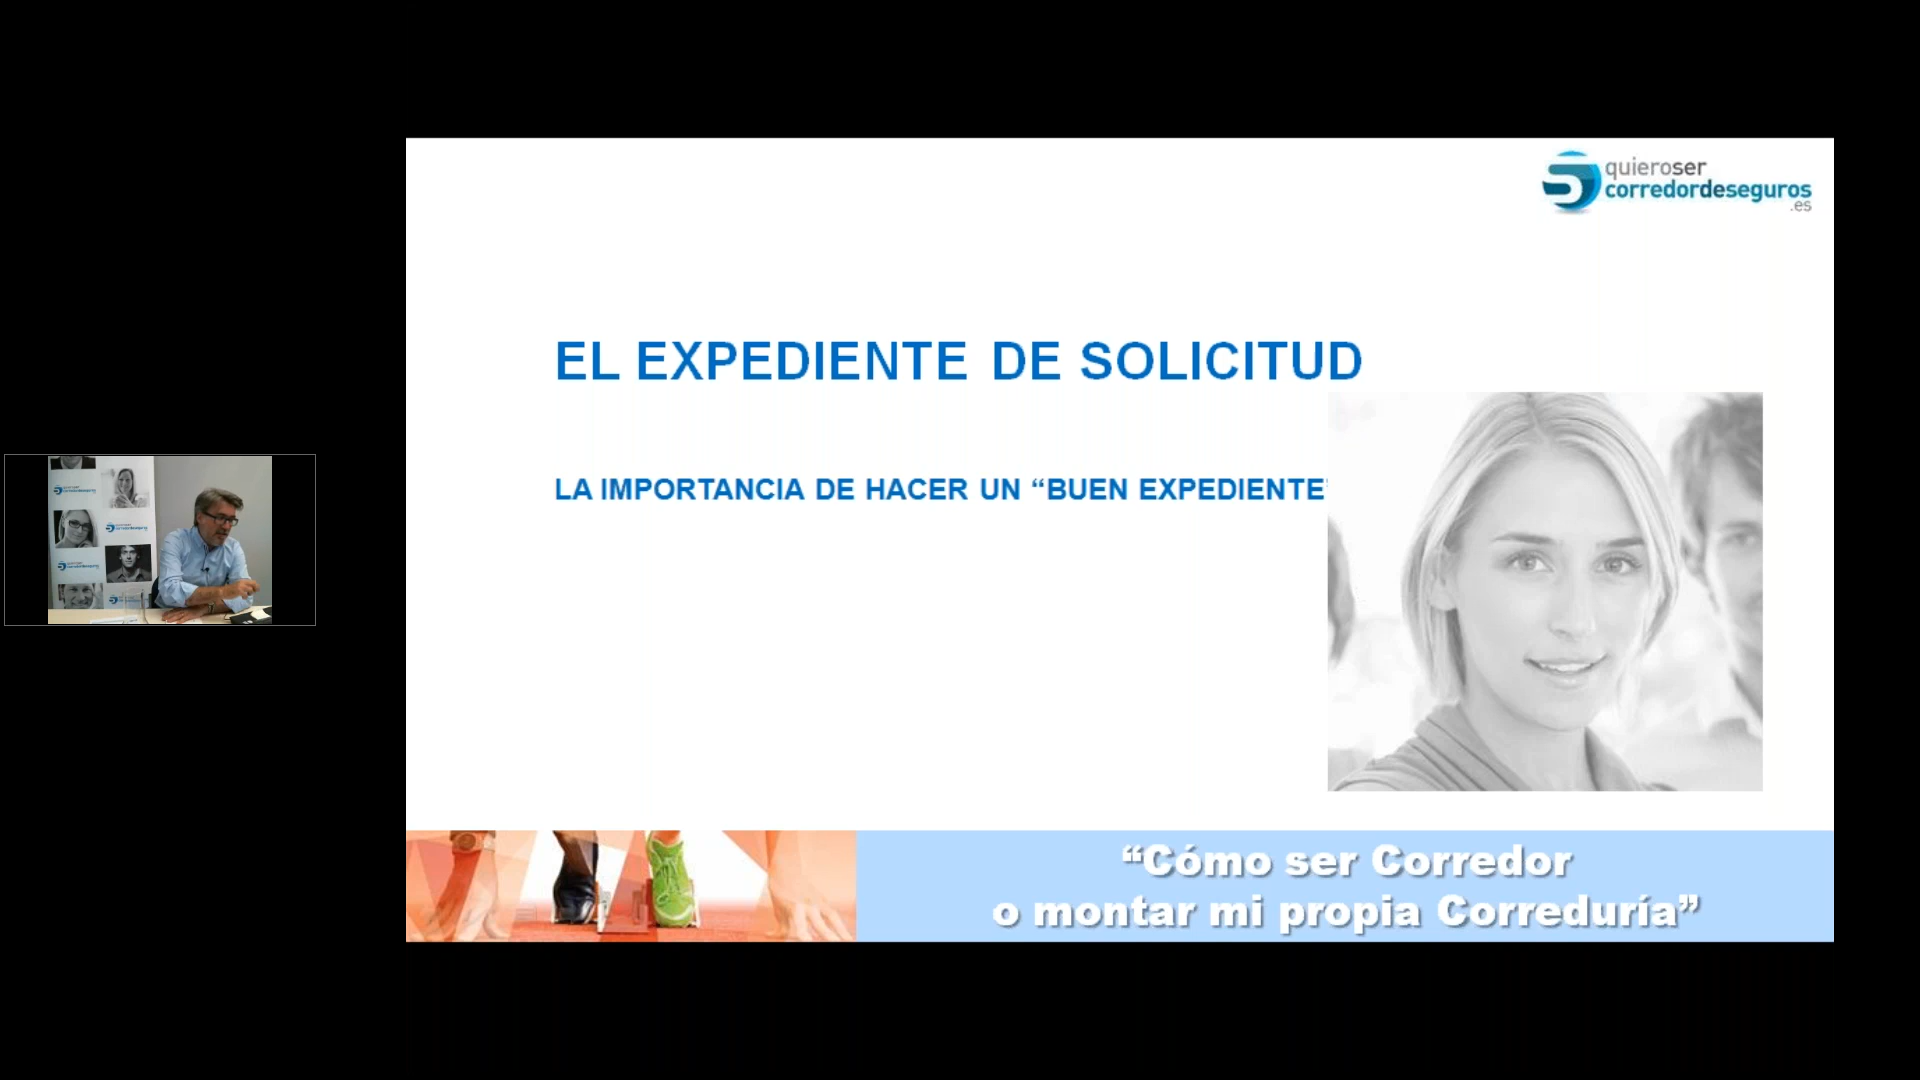 quieroser
corredordeseguros
.es
EL EXPEDIENTE DE SOLICITUD
LA IMPORTANCIA DE HACER UN “BUEN EXPEDIENTE”
“Cómo ser Corredor
o montar mi propia Correduría”